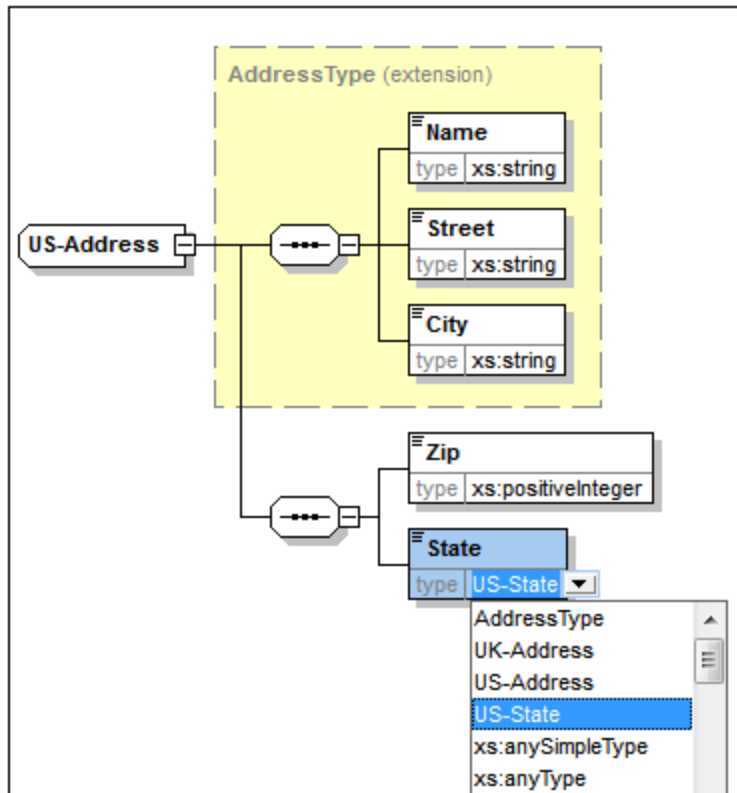 AddressType (extension)
Name
type xs:string
US-Address
Street
type xs:string
City
type xs:string
Zip
type xs:positiveInteger
State
type US-State
AddressType
UK-Address
US-Address
US-State
xs:anySimpleType
xs:anyType